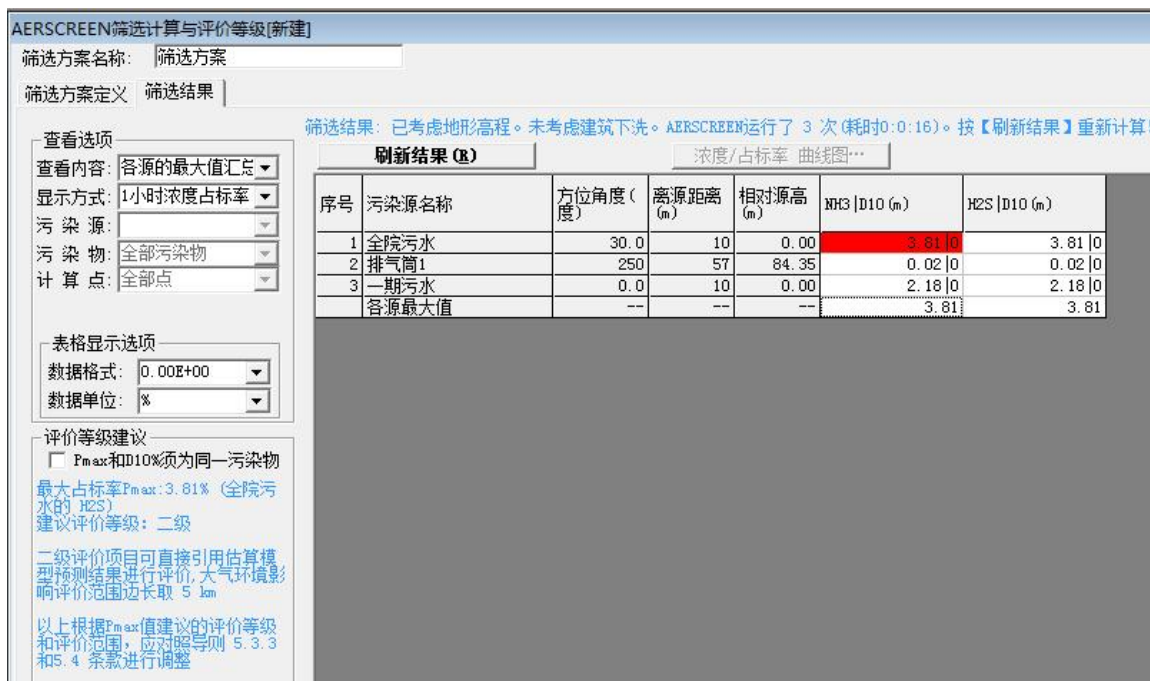 AERSCREEN筛选计算与评价等级[新建]
筛选方案名称: 筛选方案
筛选方案定义 筛选结果
筛选结果: 已考虑地形高程。未考虑建筑下洗。AERSCREEN运行了 3 次(耗时0:0:16)。按【刷新结果】重新计算!
刷新结果(R) 浓度/占标率 曲线图…
查看选项
查看内容: 各源的最大值汇总
显示方式: 1小时浓度占标率
污 染 源:
污 染 物: 全部污染物
计 算 点: 全部点
序号 污染源名称 方位角度(度) 离源距离(m) 相对源高(m) NH3|D10(m) H2S|D10(m)
1 全院污水 30.0 10 0.00 3.81|0 3.81|0
2 排气筒1 250 57 84.35 0.02|0 0.02|0
3 一期污水 0.0 10 0.00 2.18|0 2.18|0
各源最大值 -- -- -- 3.81 3.81
表格显示选项
数据格式: 0.00E+00
数据单位: %
评价等级建议
Pmax和D10%须为同一污染物
最大占标率Pmax:3.81% (全院污
水的 H2S)
建议评价等级: 二级
二级评价项目可直接引用估算模
型预测结果进行评价,大气环境影
响评价范围边长取 5 km
以上根据Pmax值建议的评价等级
和评价范围, 应对照导则 5.3.3
和5.4 条款进行调整